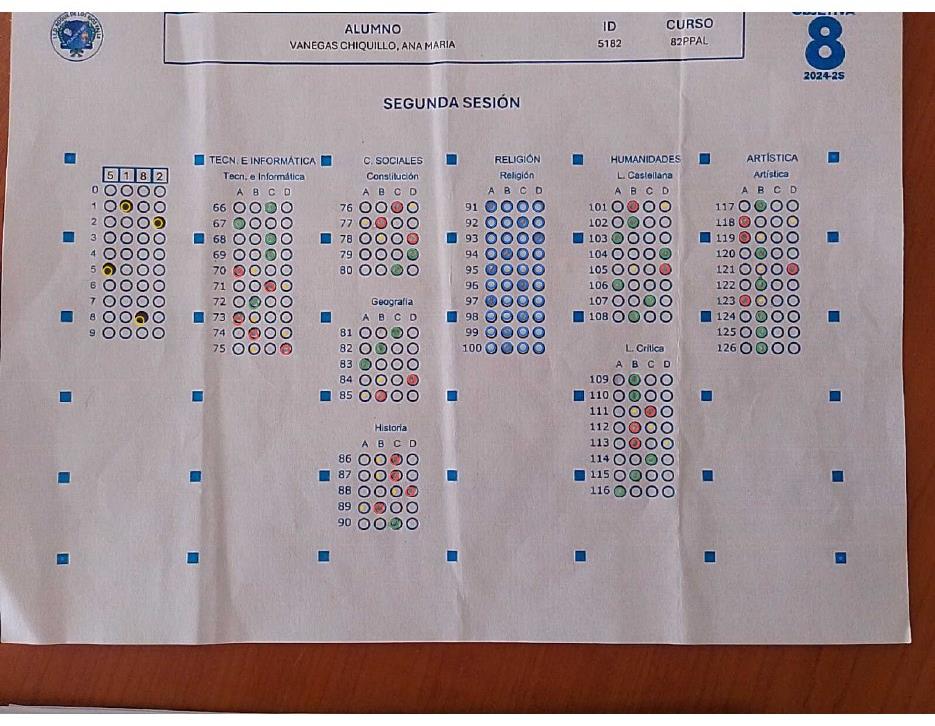 ALUMNO
VANEGAS CHIQUILLO, ANA MARIA
ID
5182
CURSO
82PPAL
8
2024-2S
SEGUNDA SESIÓN
5 1 8 2
0
1
2
3
4
5
6
7
8
9
TECN. E INFORMÁTICA
Tecn. e Informática
A B C D
66
67
68
69
70
71
72
73
74
75
C. SOCIALES
Constitución
A B C D
76
77
78
79
80
Geografía
A B C D
81
82
83
84
85
Historia
A B C D
86
87
88
89
90
RELIGIÓN
Religión
A B C D
91
92
93
94
95
96
97
98
99
100
HUMANIDADES
L. Castellana
A B C D
101
102
103
104
105
106
107
108
L. Crítica
A B C D
109
110
111
112
113
114
115
116
ARTÍSTICA
Artística
A B C D
117
118
119
120
121
122
123
124
125
126